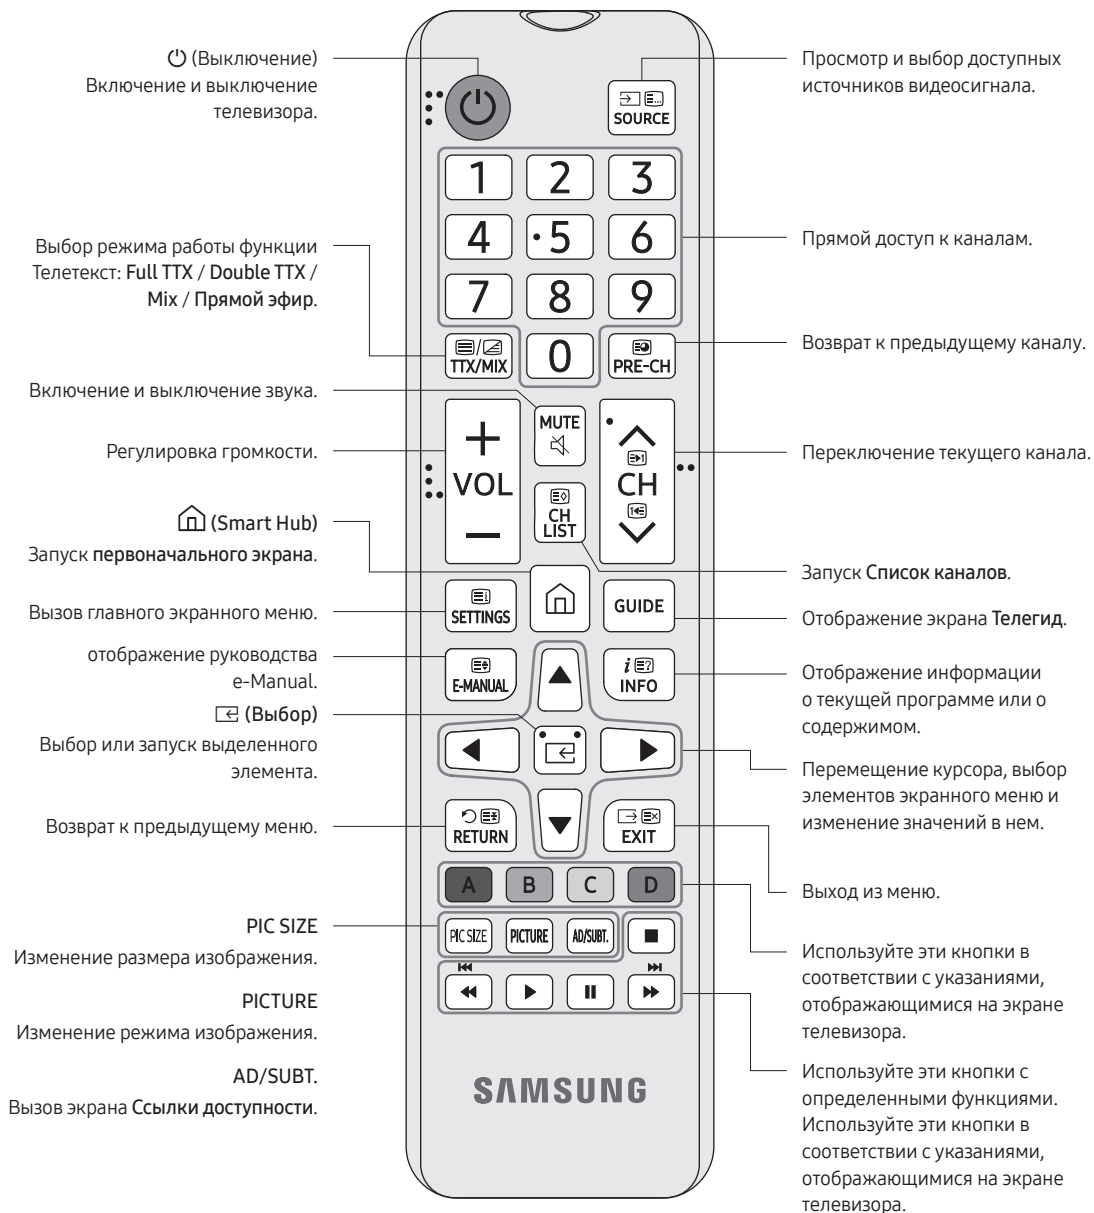 ⏻ (Выключение)
Включение и выключение
телевизора.
Выбор режима работы функции
Телетекст: Full TTX / Double TTX /
Mix / Прямой эфир.
Включение и выключение звука.
Регулировка громкости.
(Smart Hub)
Запуск первоначального экрана.
Вызов главного экранного меню.
отображение руководства
e-Manual.
(Выбор)
Выбор или запуск выделенного
элемента.
Возврат к предыдущему меню.
PIC SIZE
Изменение размера изображения.
PICTURE
Изменение режима изображения.
AD/SUBT.
Вызов экрана Ссылки доступности.
SOURCE
1 2 3
4 5 6
7 8 9
TTX/MIX 0 PRE-CH
MUTE
VOL
CH
CH
LIST
SETTINGS
GUIDE
E-MANUAL
i
INFO
RETURN
EXIT
A B C D
PIC SIZE PICTURE AD/SUBT.
SAMSUNG
Просмотр и выбор доступных
источников видеосигнала.
Прямой доступ к каналам.
Возврат к предыдущему каналу.
Переключение текущего канала.
Запуск Список каналов.
Отображение экрана Телегид.
Отображение информации
о текущей программе или о
содержимом.
Перемещение курсора, выбор
элементов экранного меню и
изменение значений в нем.
Выход из меню.
Используйте эти кнопки в
соответствии с указаниями,
отображающимися на экране
телевизора.
Используйте эти кнопки с
определенными функциями.
Используйте эти кнопки в
соответствии с указаниями,
отображающимися на экране
телевизора.